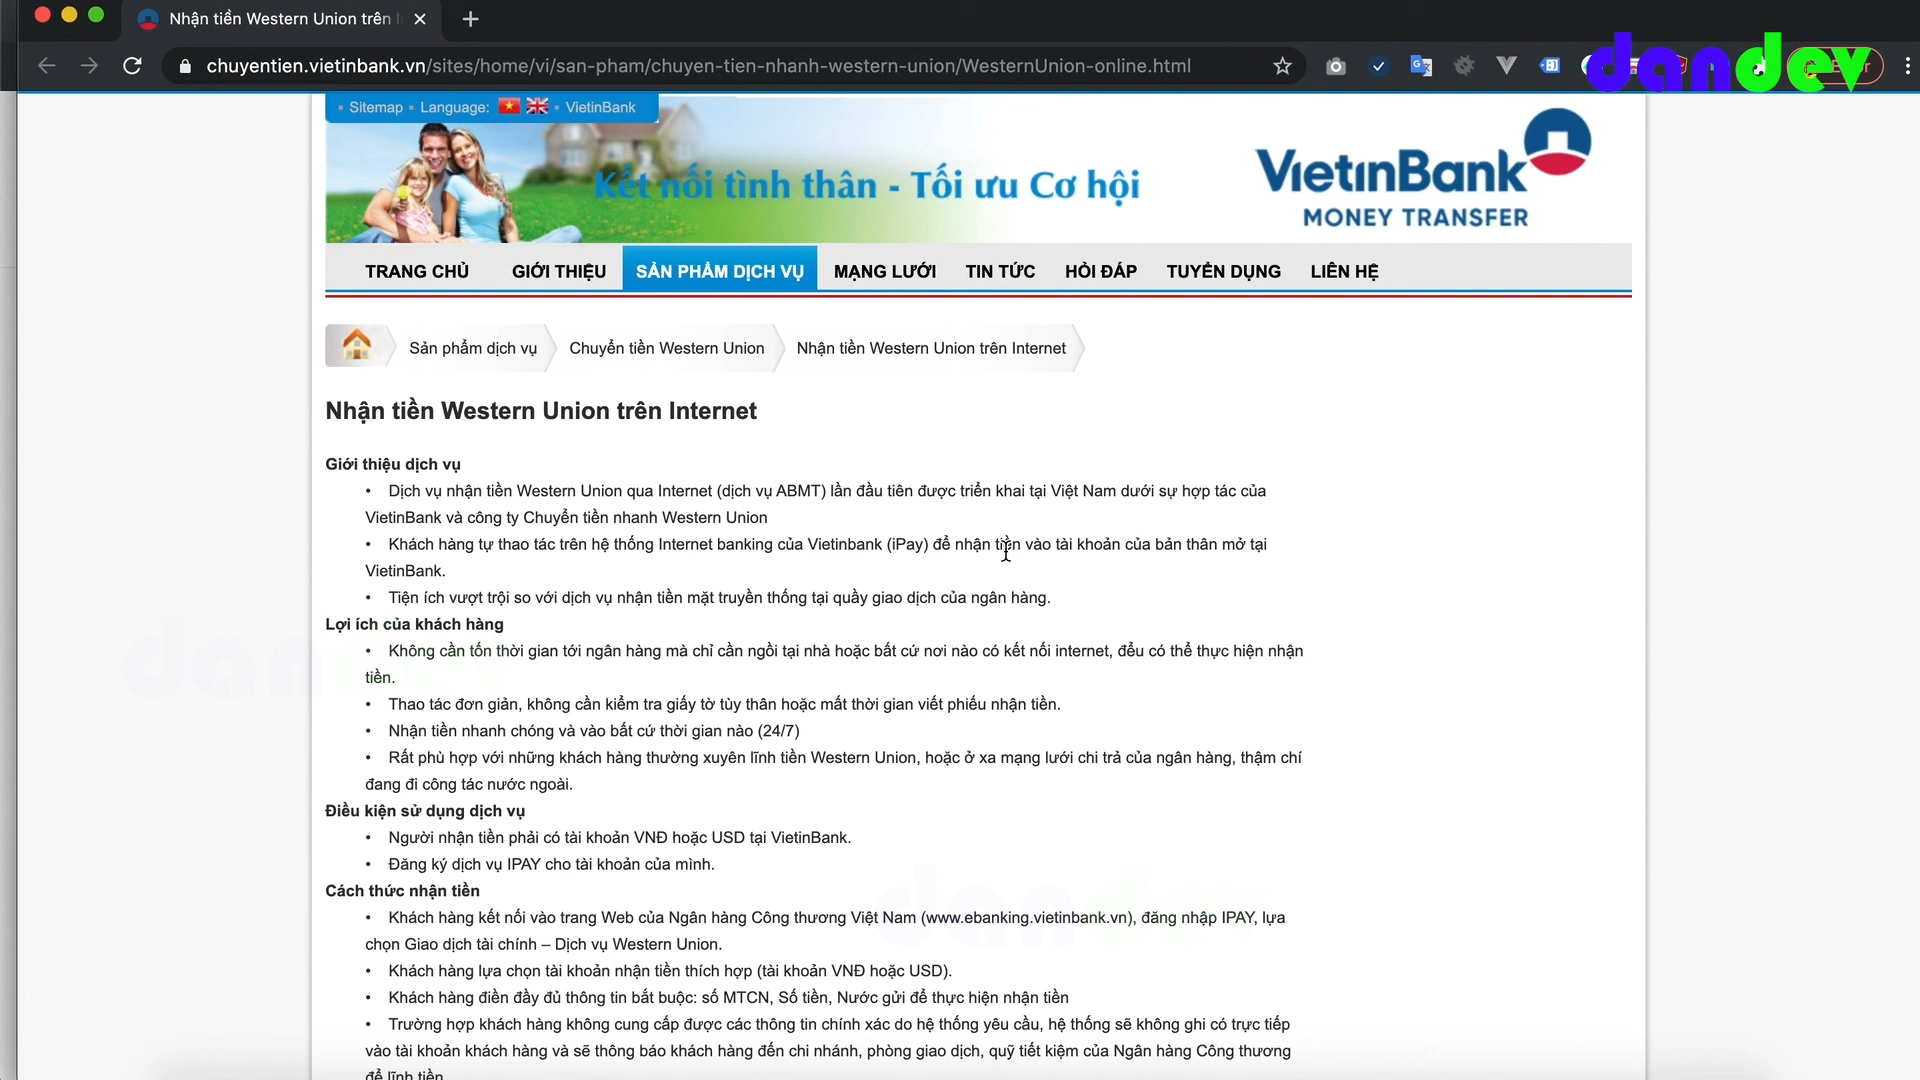 Nhận tiền Western Union trên I
dandev
chuyentien.vietinbank.vn/sites/home/vi/san-pham/chuyen-tien-nhanh-western-union/WesternUnion-online.html
Sitemap Language: VietinBank
Kết nối tình thân - Tối ưu Cơ hội
VietinBank
MONEY TRANSFER
TRANG CHỦ GIỚI THIỆU SẢN PHẨM DỊCH VỤ MẠNG LƯỚI TIN TỨC HỎI ĐÁP TUYỂN DỤNG LIÊN HỆ
Sản phẩm dịch vụ Chuyển tiền Western Union Nhận tiền Western Union trên Internet
Nhận tiền Western Union trên Internet
Giới thiệu dịch vụ
• Dịch vụ nhận tiền Western Union qua Internet (dịch vụ ABMT) lần đầu tiên được triển khai tại Việt Nam dưới sự hợp tác của
VietinBank và công ty Chuyển tiền nhanh Western Union
• Khách hàng tự thao tác trên hệ thống Internet banking của Vietinbank (iPay) để nhận tiền vào tài khoản của bản thân mở tại
VietinBank.
• Tiện ích vượt trội so với dịch vụ nhận tiền mặt truyền thống tại quầy giao dịch của ngân hàng.
Lợi ích của khách hàng
• Không cần tốn thời gian tới ngân hàng mà chỉ cần ngồi tại nhà hoặc bất cứ nơi nào có kết nối internet, đểu có thể thực hiện nhận
tiền.
• Thao tác đơn giản, không cần kiểm tra giấy tờ tùy thân hoặc mất thời gian viết phiếu nhận tiền.
• Nhận tiền nhanh chóng và vào bất cứ thời gian nào (24/7)
• Rất phù hợp với những khách hàng thường xuyên lĩnh tiền Western Union, hoặc ở xa mạng lưới chi trả của ngân hàng, thậm chí
đang đi công tác nước ngoài.
Điều kiện sử dụng dịch vụ
• Người nhận tiền phải có tài khoản VNĐ hoặc USD tại VietinBank.
• Đăng ký dịch vụ IPAY cho tài khoản của mình.
Cách thức nhận tiền
• Khách hàng kết nối vào trang Web của Ngân hàng Công thương Việt Nam (www.ebanking.vietinbank.vn), đăng nhập IPAY, lựa
chọn Giao dịch tài chính – Dịch vụ Western Union.
• Khách hàng lựa chọn tài khoản nhận tiền thích hợp (tài khoản VNĐ hoặc USD).
• Khách hàng điền đầy đủ thông tin bắt buộc: số MTCN, Số tiền, Nước gửi để thực hiện nhận tiền
• Trường hợp khách hàng không cung cấp được các thông tin chính xác do hệ thống yêu cầu, hệ thống sẽ không ghi có trực tiếp
vào tài khoản khách hàng và sẽ thông báo khách hàng đến chi nhánh, phòng giao dịch, quỹ tiết kiệm của Ngân hàng Công thương
để lĩnh tiền